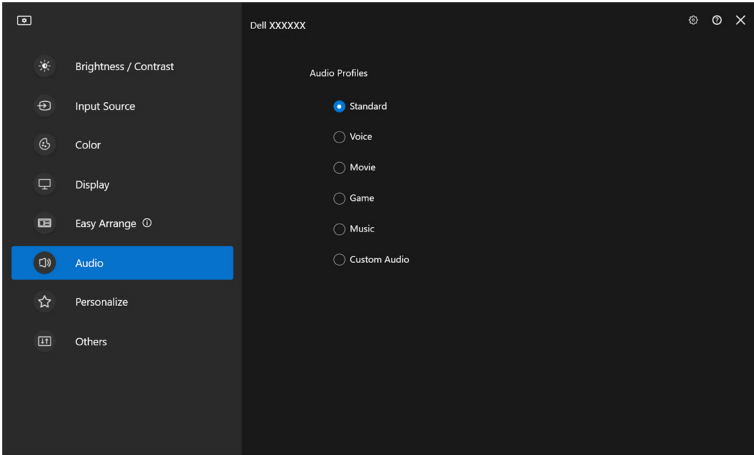 Dell XXXXXX
Brightness / Contrast
Input Source
Color
Display
Easy Arrange
Audio
Personalize
Others
Audio Profiles
Standard
Voice
Movie
Game
Music
Custom Audio